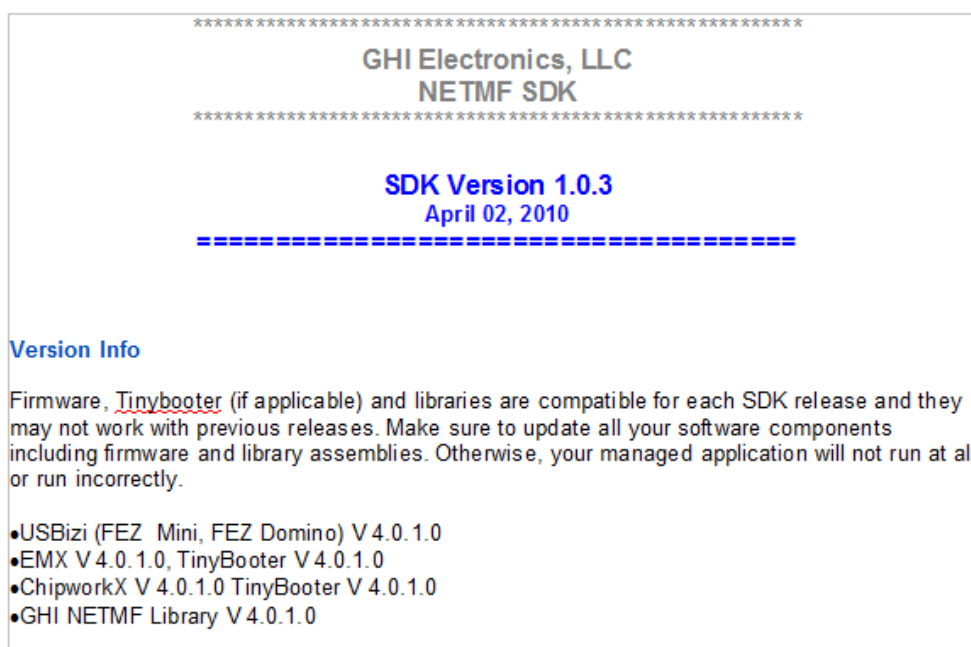 ************************************************************
GHI Electronics, LLC
NETMF SDK
************************************************************
SDK Version 1.0.3
April 02, 2010
=======================================
Version Info
Firmware, Tinybooter (if applicable) and libraries are compatible for each SDK release and they
may not work with previous releases. Make sure to update all your software components
including firmware and library assemblies. Otherwise, your managed application will not run at al
or run incorrectly.
•USBizi (FEZ  Mini, FEZ Domino) V 4.0.1.0
•EMX V 4.0.1.0, TinyBooter V 4.0.1.0
•ChipworkX V 4.0.1.0 TinyBooter V 4.0.1.0
•GHI NETMF Library V 4.0.1.0